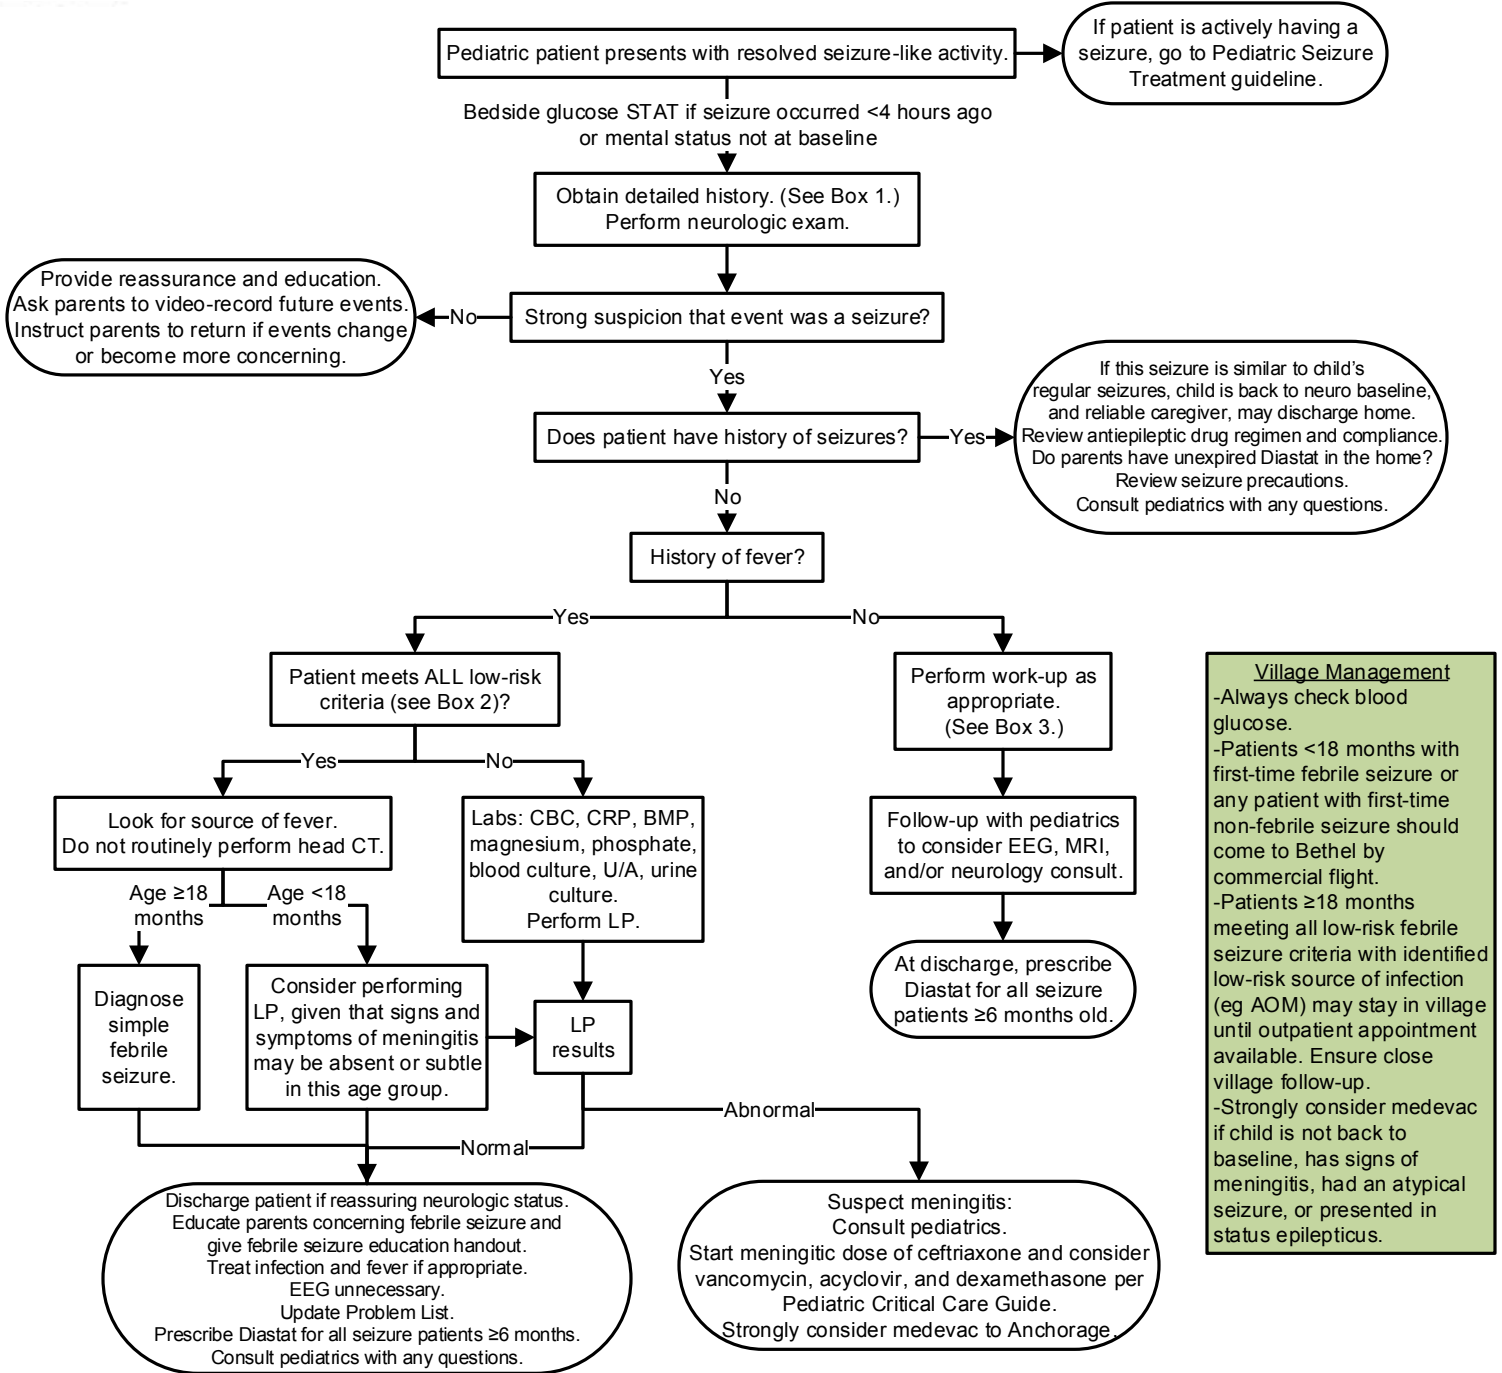 Pediatric patient presents with resolved seizure-like activity.
If patient is actively having a
seizure, go to Pediatric Seizure
Treatment guideline.
Bedside glucose STAT if seizure occurred <4 hours ago
or mental status not at baseline
Obtain detailed history. (See Box 1.)
Perform neurologic exam.
Strong suspicion that event was a seizure?
No
Provide reassurance and education.
Ask parents to video-record future events.
Instruct parents to return if events change
or become more concerning.
Yes
Does patient have history of seizures?
Yes
If this seizure is similar to child's
regular seizures, child is back to neuro baseline,
and reliable caregiver, may discharge home.
Review antiepileptic drug regimen and compliance.
Do parents have unexpired Diastat in the home?
Review seizure precautions.
Consult pediatrics with any questions.
No
History of fever?
Yes
No
Patient meets ALL low-risk
criteria (see Box 2)?
Yes
No
Look for source of fever.
Do not routinely perform head CT.
Age ≥18
months
Age <18
months
Diagnose
simple
febrile
seizure.
Consider performing
LP, given that signs and
symptoms of meningitis
may be absent or subtle
in this age group.
Labs: CBC, CRP, BMP,
magnesium, phosphate,
blood culture, U/A, urine
culture.
Perform LP.
LP
results
Normal
Abnormal
Discharge patient if reassuring neurologic status.
Educate parents concerning febrile seizure and
give febrile seizure education handout.
Treat infection and fever if appropriate.
EEG unnecessary.
Update Problem List.
Prescribe Diastat for all seizure patients ≥6 months.
Consult pediatrics with any questions.
Suspect meningitis:
Consult pediatrics.
Start meningitic dose of ceftriaxone and consider
vancomycin, acyclovir, and dexamethasone per
Pediatric Critical Care Guide.
Strongly consider medevac to Anchorage.
Perform work-up as
appropriate.
(See Box 3.)
Follow-up with pediatrics
to consider EEG, MRI,
and/or neurology consult.
At discharge, prescribe
Diastat for all seizure
patients ≥6 months old.
Village Management
-Always check blood
glucose.
-Patients <18 months with
first-time febrile seizure or
any patient with first-time
non-febrile seizure should
come to Bethel by
commercial flight.
-Patients ≥18 months
meeting all low-risk febrile
seizure criteria with identified
low-risk source of infection
(eg AOM) may stay in village
until outpatient appointment
available. Ensure close
village follow-up.
-Strongly consider medevac
if child is not back to
baseline, has signs of
meningitis, had an atypical
seizure, or presented in
status epilepticus.